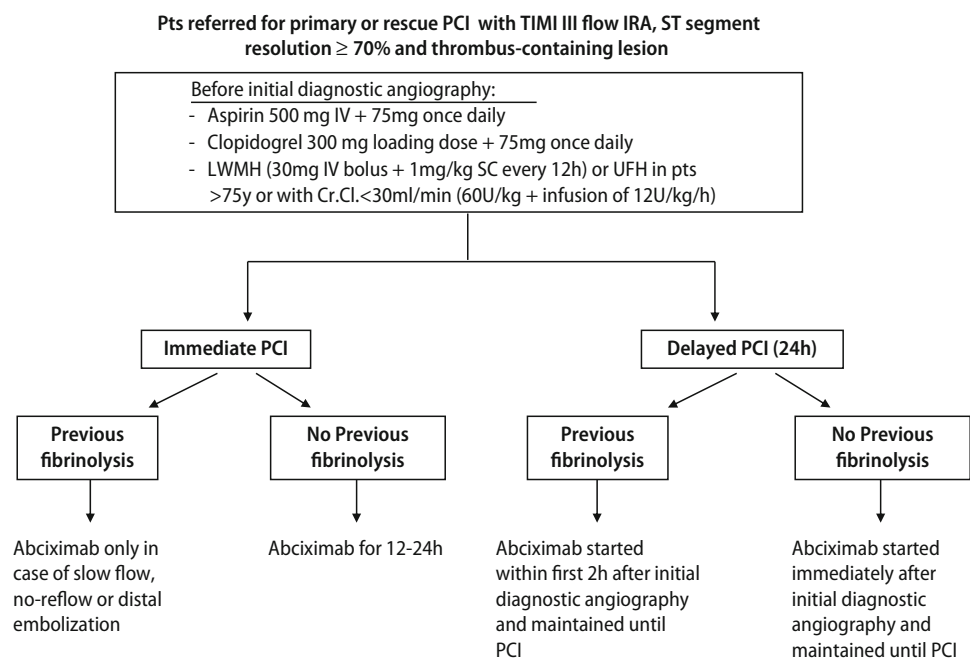 Pts referred for primary or rescue PCI with TIMI III flow IRA, ST segment
resolution ≥ 70% and thrombus-containing lesion
Before initial diagnostic angiography:
- Aspirin 500 mg IV + 75mg once daily
- Clopidogrel 300 mg loading dose + 75mg once daily
- LWMH (30mg IV bolus + 1mg/kg SC every 12h) or UFH in pts
>75y or with Cr.Cl.<30ml/min (60U/kg + infusion of 12U/kg/h)
Immediate PCI
Delayed PCI (24h)
Previous
fibrinolysis
No Previous
fibrinolysis
Previous
fibrinolysis
No Previous
fibrinolysis
Abciximab only in
case of slow flow,
no-reflow or distal
embolization
Abciximab for 12-24h
Abciximab started
within first 2h after initial
diagnostic angiography
and maintained until
PCI
Abciximab started
immediately after
initial diagnostic
angiography and
maintained until PCI